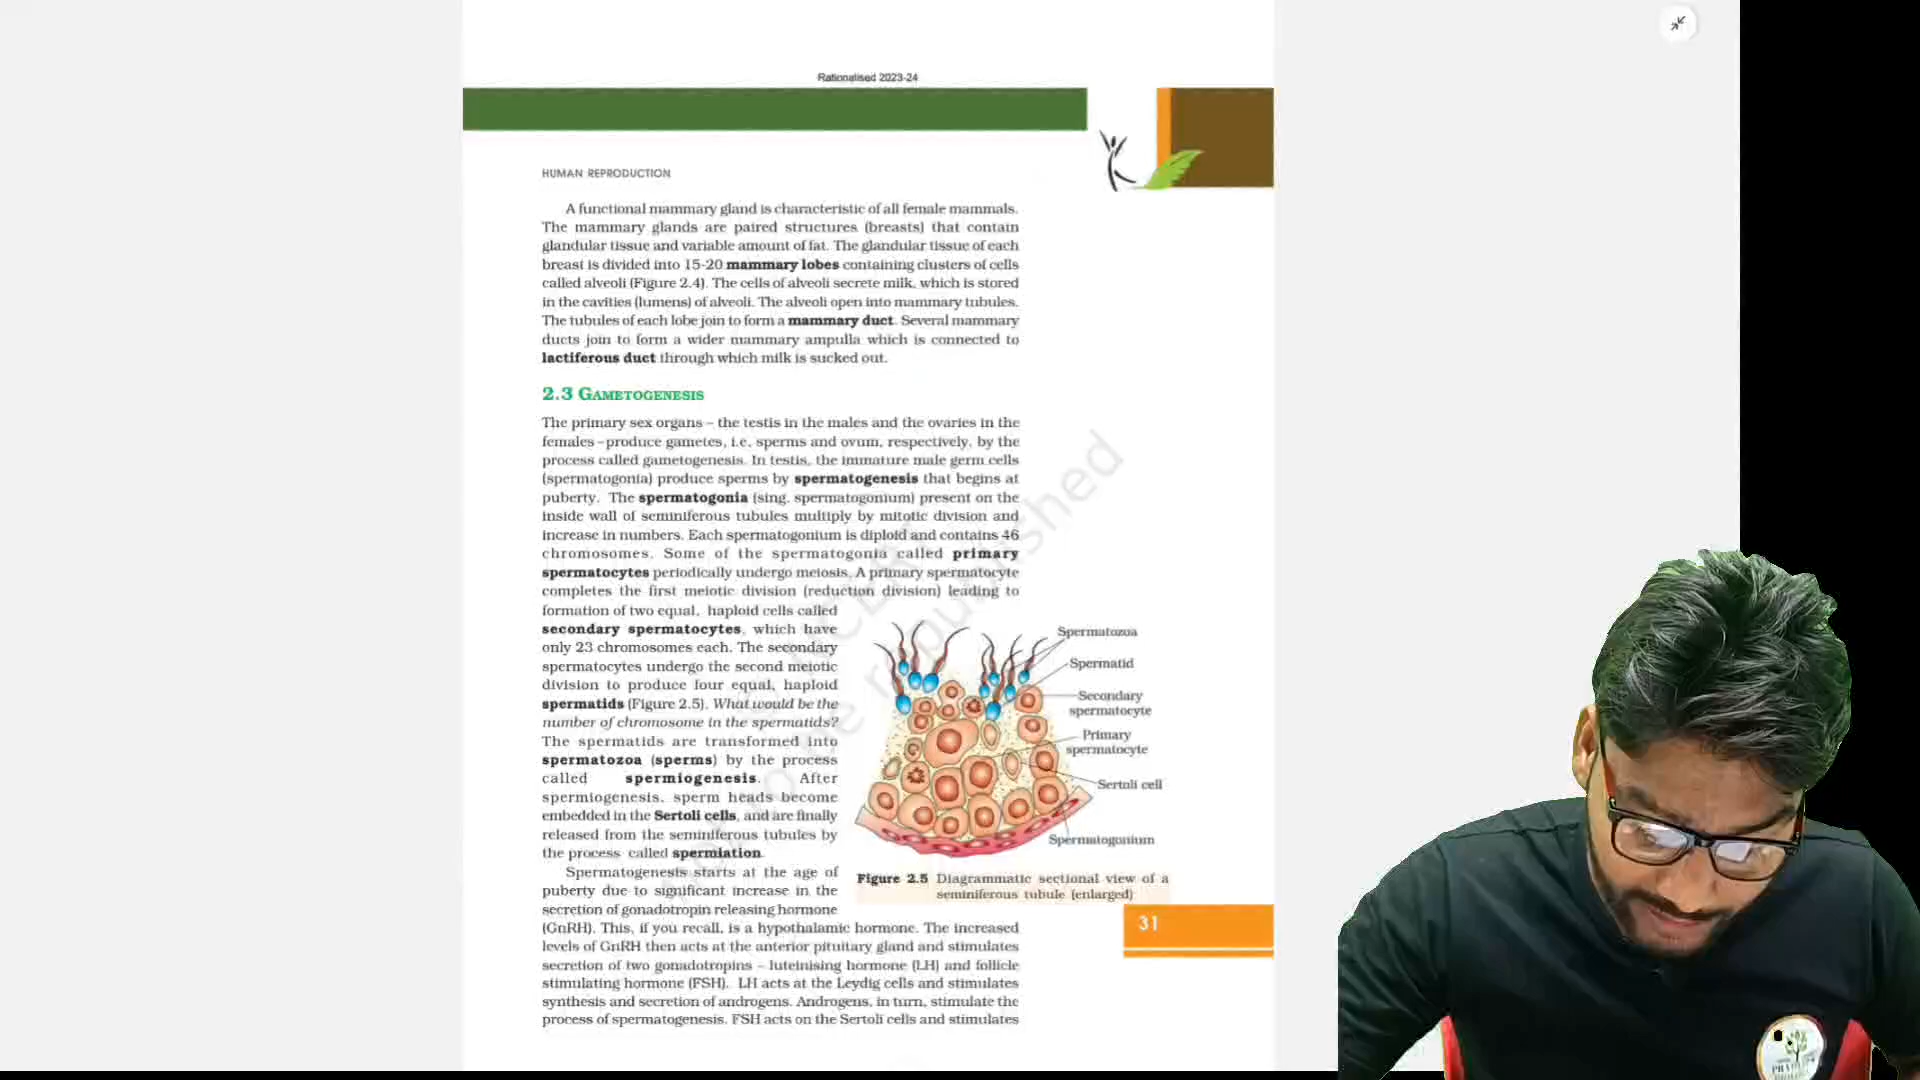 Rationalised 2023-24
HUMAN REPRODUCTION
A functional mammary gland is characteristic of all female mammals.
The mammary glands are paired structures (breasts) that contain
glandular tissue and variable amount of fat. The glandular tissue of each
breast is divided into 15-20 mammary lobes containing clusters of cells
called alveoli (Figure 2.4). The cells of alveoli secrete milk, which is stored
in the cavities (lumens) of alveoli. The alveoli open into mammary tubules.
The tubules of each lobe join to form a mammary duct. Several mammary
ducts join to form a wider mammary ampulla which is connected to
lactiferous duct through which milk is sucked out.
2.3 GAMETOGENESIS
The primary sex organs – the testis in the males and the ovaries in the
females –produce gametes, i.e, sperms and ovum, respectively, by the
process called gametogenesis. In testis, the immature male germ cells
(spermatogonia) produce sperms by spermatogenesis that begins at
puberty. The spermatogonia (sing. spermatogonium) present on the
inside wall of seminiferous tubules multiply by mitotic division and
increase in numbers. Each spermatogonium is diploid and contains 46
chromosomes. Some of the spermatogonia called primary
spermatocytes periodically undergo meiosis. A primary spermatocyte
completes the first meiotic division (reduction division) leading to
formation of two equal, haploid cells called
secondary spermatocytes, which have
only 23 chromosomes each. The secondary
spermatocytes undergo the second meiotic
division to produce four equal, haploid
spermatids (Figure 2.5). What would be the
number of chromosome in the spermatids?
The spermatids are transformed into
spermatozoa (sperms) by the process
called spermiogenesis. After
spermiogenesis, sperm heads become
embedded in the Sertoli cells, and are finally
released from the seminiferous tubules by
the process called spermiation.
Spermatozoa
Spermatid
Secondary
spermatocyte
Primary
spermatocyte
Sertoli cell
Spermatogonium
Figure 2.5 Diagrammatic sectional view of a
seminiferous tubule (enlarged)
Spermatogenesis starts at the age of
puberty due to significant increase in the
secretion of gonadotropin releasing hormone
(GnRH). This, if you recall, is a hypothalamic hormone. The increased
levels of GnRH then acts at the anterior pituitary gland and stimulates
secretion of two gonadotropins – luteinising hormone (LH) and follicle
stimulating hormone (FSH). LH acts at the Leydig cells and stimulates
synthesis and secretion of androgens. Androgens, in turn, stimulate the
process of spermatogenesis. FSH acts on the Sertoli cells and stimulates
31